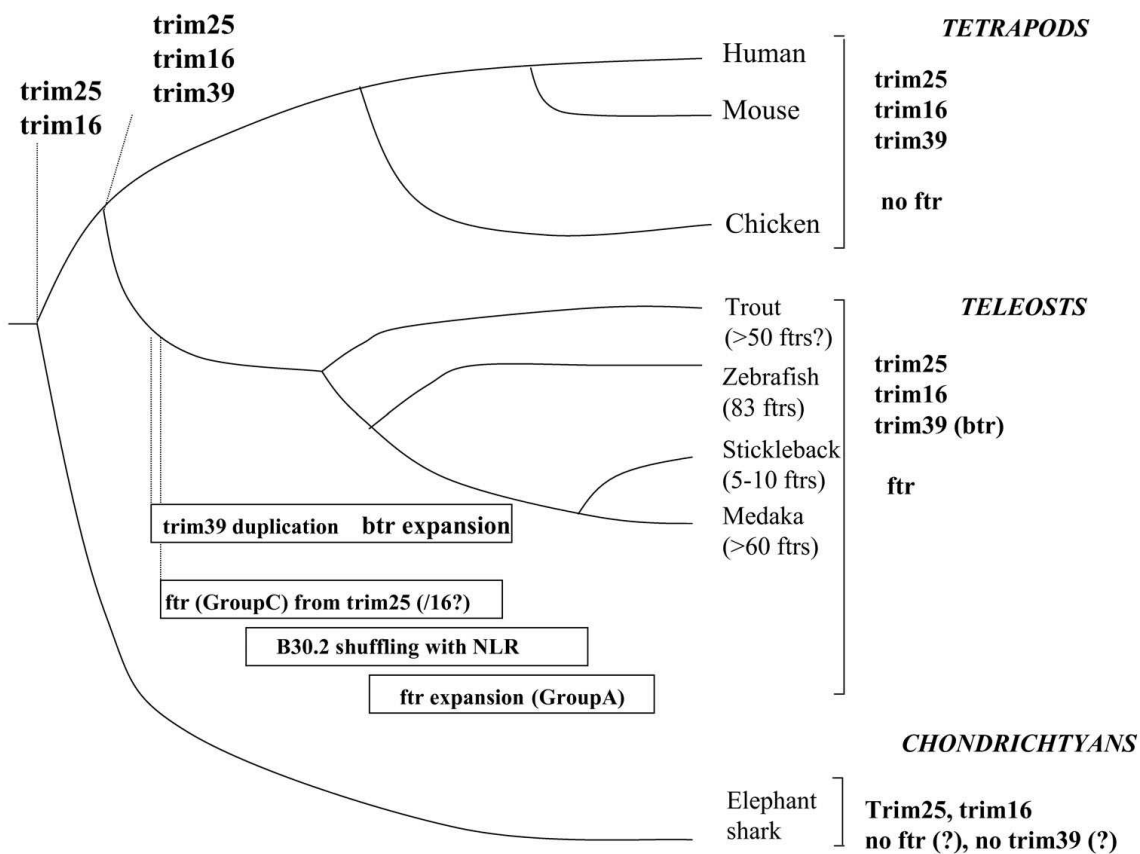 trim25
trim16
trim25
trim16
trim39
Human
Mouse
Chicken
TETRAPODS
trim25
trim16
trim39
no ftr
Trout
(>50 ftrs?)
Zebrafish
(83 ftrs)
Stickleback
(5-10 ftrs)
Medaka
(>60 ftrs)
TELEOSTS
trim25
trim16
trim39 (btr)
ftr
trim39 duplication btr expansion
ftr (GroupC) from trim25 (/16?)
B30.2 shuffling with NLR
ftr expansion (GroupA)
CHONDRICHTYANS
Elephant
shark
Trim25, trim16
no ftr (?), no trim39 (?)